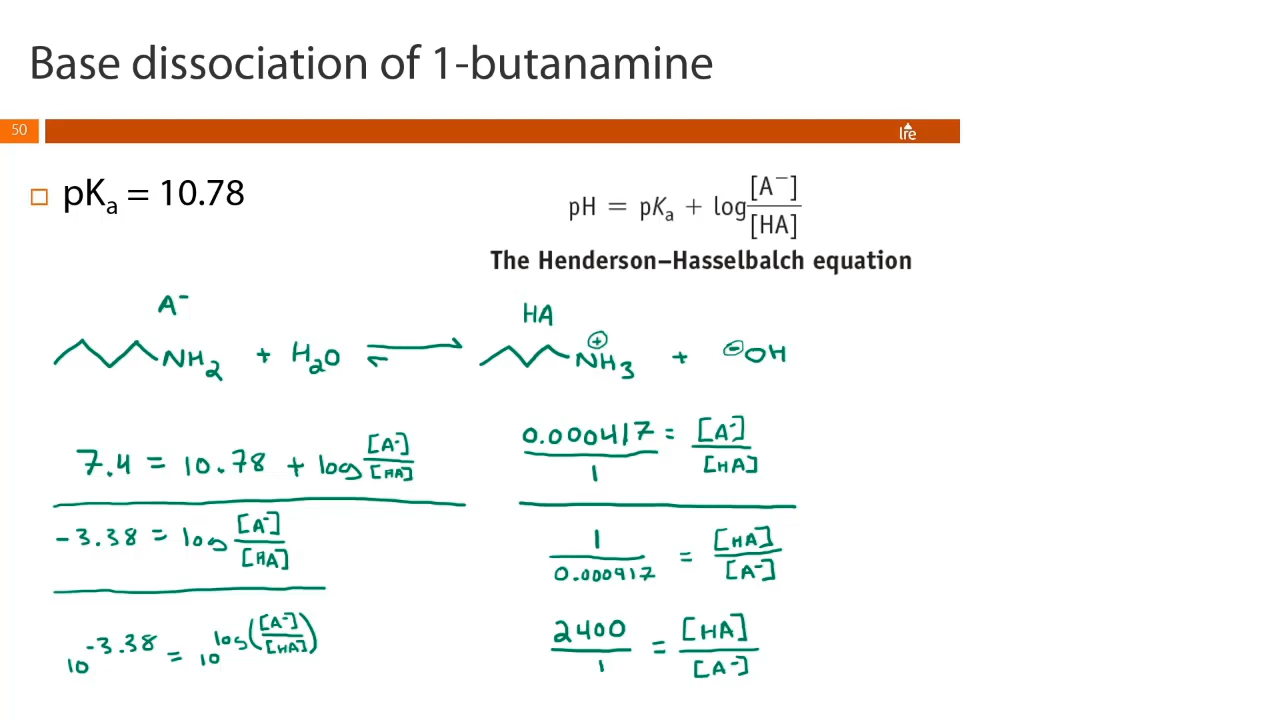 Base dissociation of 1-butanamine
50
lre
pKa = 10.78
pH = pKa + log [A⁻]/[HA]
The Henderson–Hasselbalch equation
A⁻
HA
NH2 + H2O ⇌ NH3 ⊕ + ⊖OH
7.4 = 10.78 + log [A⁻]/[HA]
-3.38 = log [A⁻]/[HA]
10^-3.38 = 10^log([A⁻]/[HA])
0.000417/1 = [A⁻]/[HA]
1/0.000917 = [HA]/[A⁻]
2400/1 = [HA]/[A⁻]